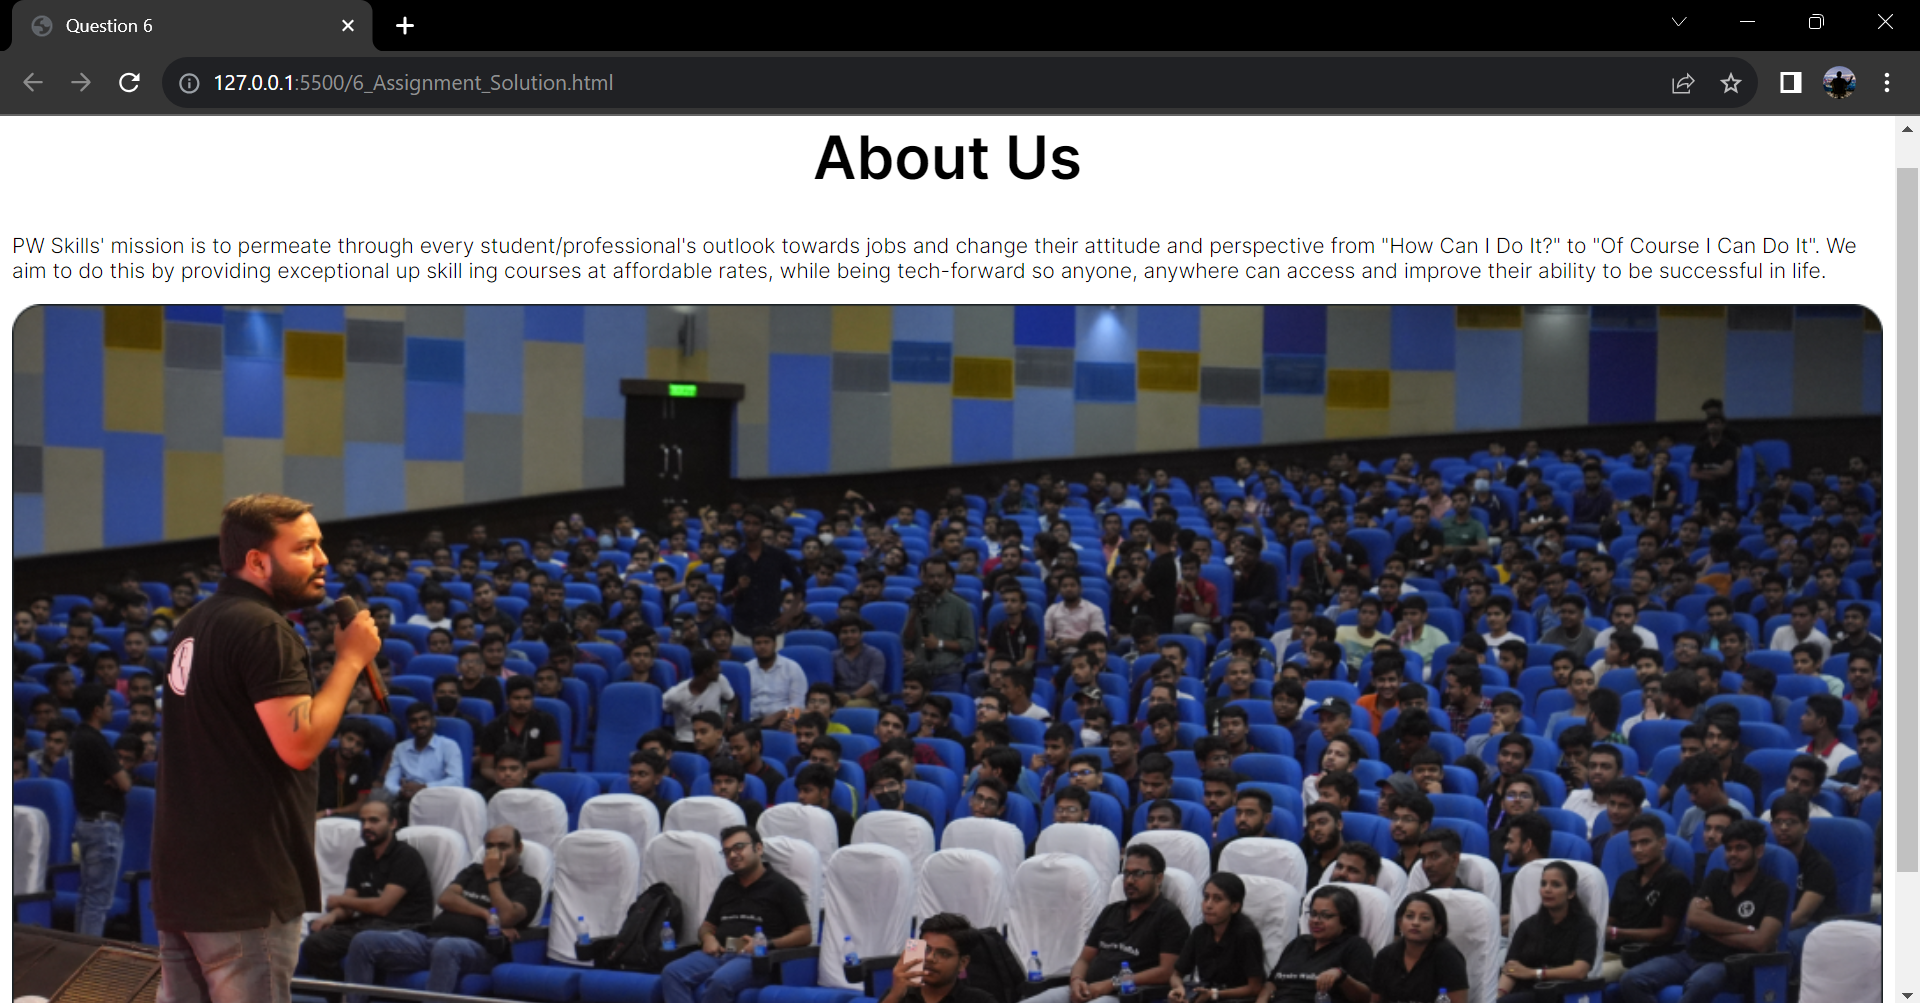 Question 6
127.0.0.1:5500/6_Assignment_Solution.html
About Us
PW Skills' mission is to permeate through every student/professional's outlook towards jobs and change their attitude and perspective from "How Can I Do It?" to "Of Course I Can Do It". We
aim to do this by providing exceptional up skill ing courses at affordable rates, while being tech-forward so anyone, anywhere can access and improve their ability to be successful in life.